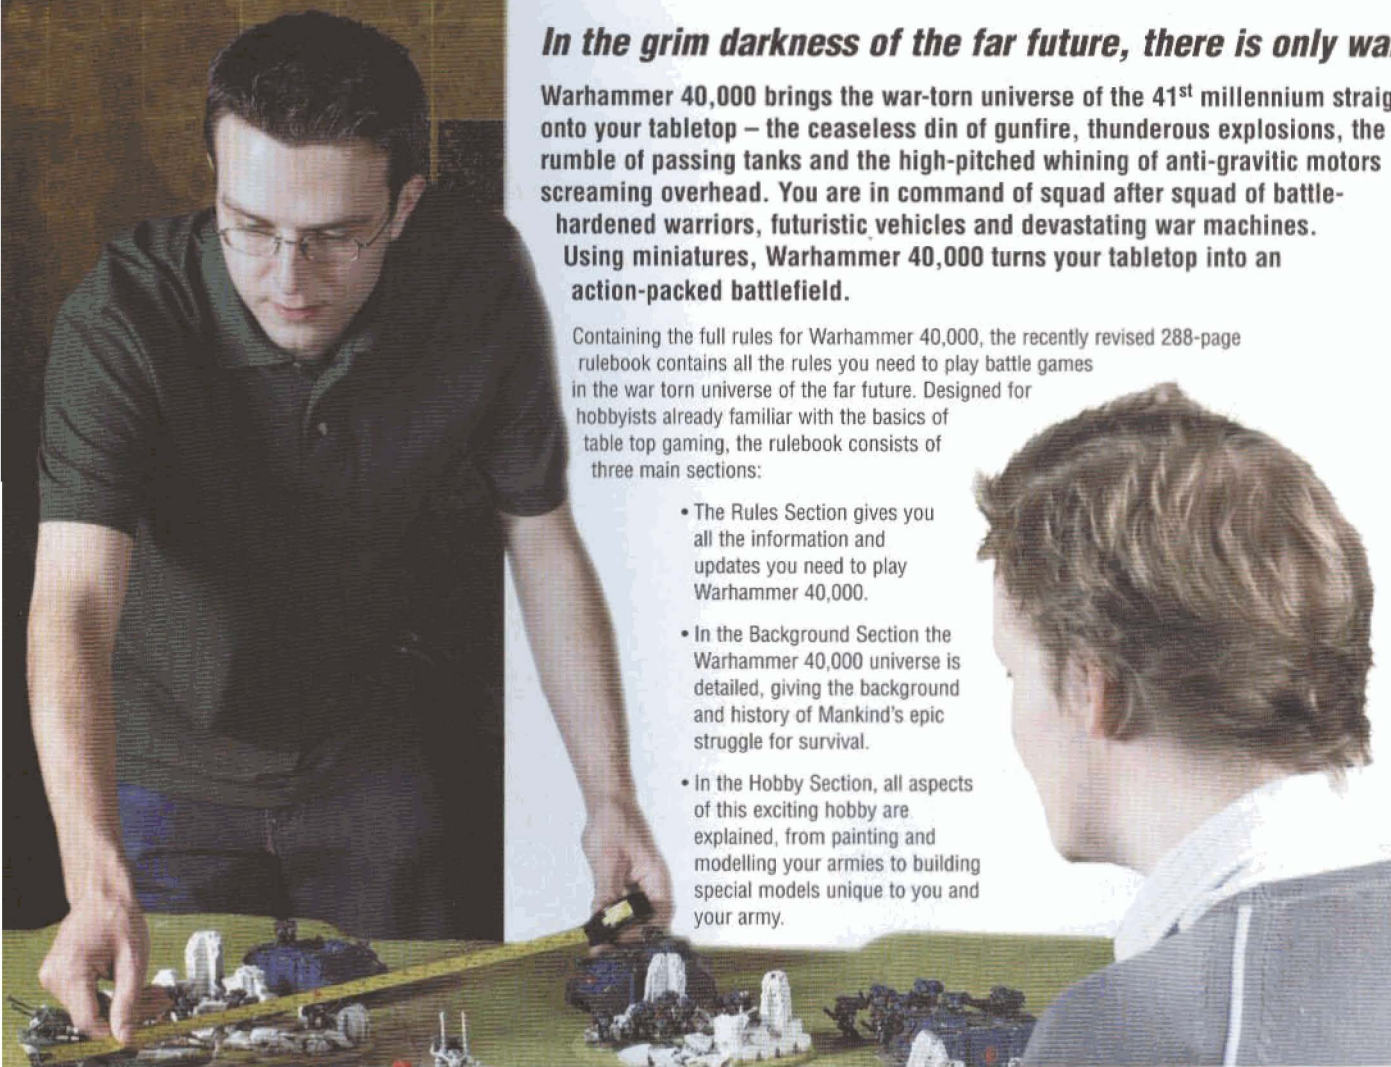 In the grim darkness of the far future, there is only
Warhammer 40,000 brings the war-torn universe of the 41st millennium
onto your tabletop – the ceaseless din of gunfire, thunderous explosions, the
rumble of passing tanks and the high-pitched whining of anti-gravitic motors
screaming overhead. You are in command of squad after squad of battle-
hardened warriors, futuristic vehicles and devastating war machines.
Using miniatures, Warhammer 40,000 turns your tabletop into an
action-packed battlefield.
Containing the full rules for Warhammer 40,000, the recently revised 288-page
rulebook contains all the rules you need to play battle games
in the war torn universe of the far future. Designed for
hobbyists already familiar with the basics of
table top gaming, the rulebook consists of
three main sections:
• The Rules Section gives you
all the information and
updates you need to play
Warhammer 40,000.
• In the Background Section the
Warhammer 40,000 universe is
detailed, giving the background
and history of Mankind's epic
struggle for survival.
• In the Hobby Section, all aspects
of this exciting hobby are
explained, from painting and
modelling your armies to building
special models unique to you and
your army.